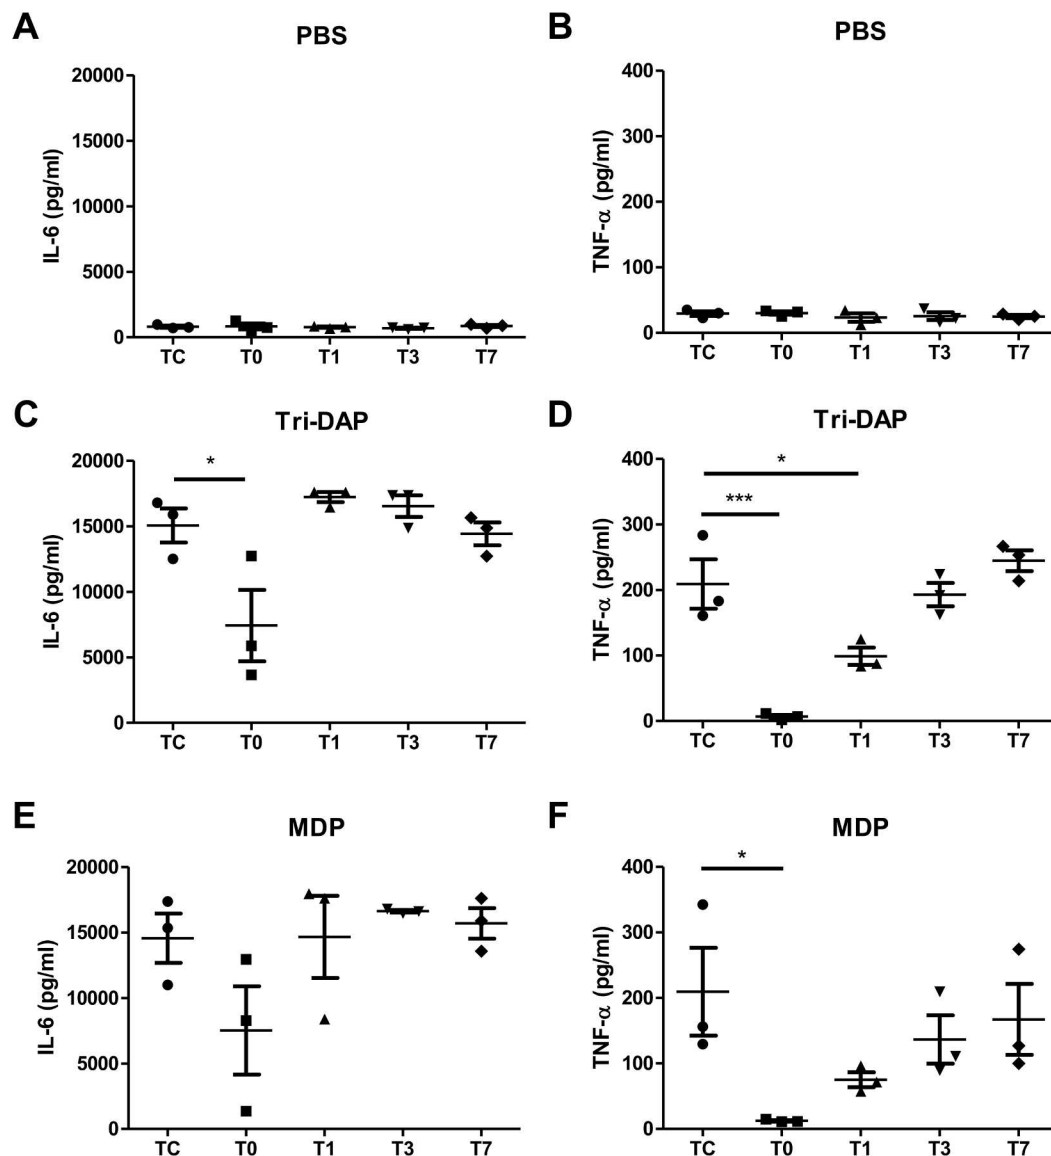 A
PBS
IL-6 (pg/ml)
20000
15000
10000
5000
0
TC T0 T1 T3 T7
B
PBS
TNF-α (pg/ml)
400
300
200
100
0
TC T0 T1 T3 T7
C
Tri-DAP
IL-6 (pg/ml)
20000
15000
10000
5000
0
*
TC T0 T1 T3 T7
D
Tri-DAP
TNF-α (pg/ml)
400
300
200
100
0
*
***
TC T0 T1 T3 T7
E
MDP
IL-6 (pg/ml)
20000
15000
10000
5000
0
TC T0 T1 T3 T7
F
MDP
TNF-α (pg/ml)
400
300
200
100
0
*
TC T0 T1 T3 T7